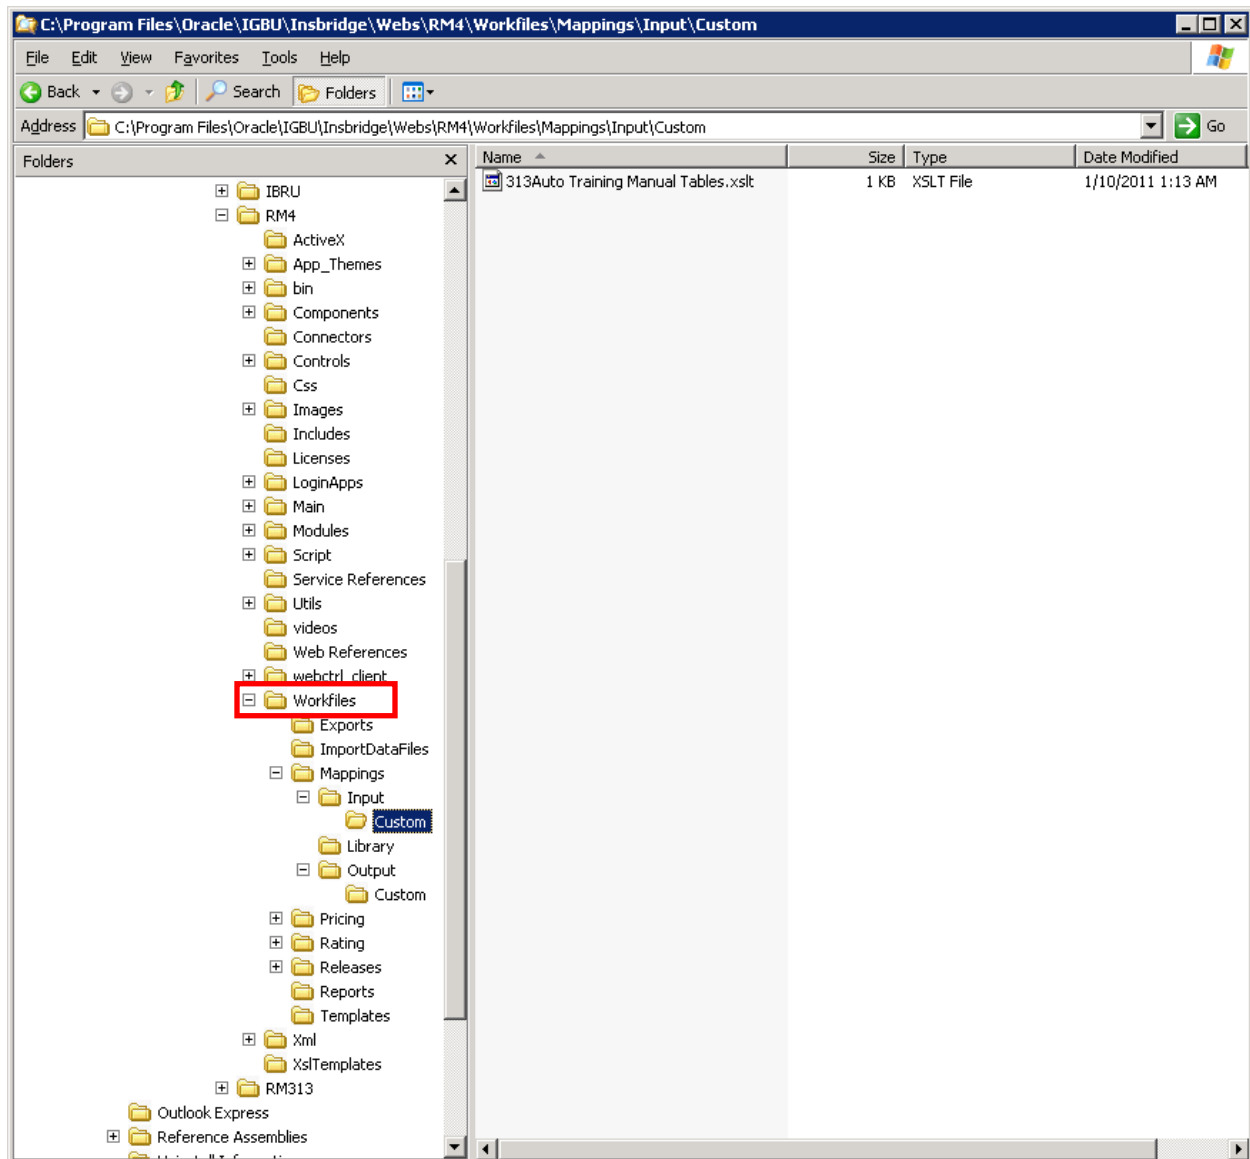 C:\Program Files\Oracle\IGBU\Insbridge\Webs\RM4\Workfiles\Mappings\Input\Custom
File Edit View Favorites Tools Help
Back Search Folders
Address C:\Program Files\Oracle\IGBU\Insbridge\Webs\RM4\Workfiles\Mappings\Input\Custom Go
Folders
IBRU
RM4
ActiveX
App_Themes
bin
Components
Connectors
Controls
Css
Images
Includes
Licenses
LoginApps
Main
Modules
Script
Service References
Utils
videos
Web References
webctrl_client
Workfiles
Exports
ImportDataFiles
Mappings
Input
Custom
Library
Output
Custom
Pricing
Rating
Releases
Reports
Templates
Xml
XslTemplates
RM313
Outlook Express
Reference Assemblies
Name Size Type Date Modified
313Auto Training Manual Tables.xslt 1 KB XSLT File 1/10/2011 1:13 AM